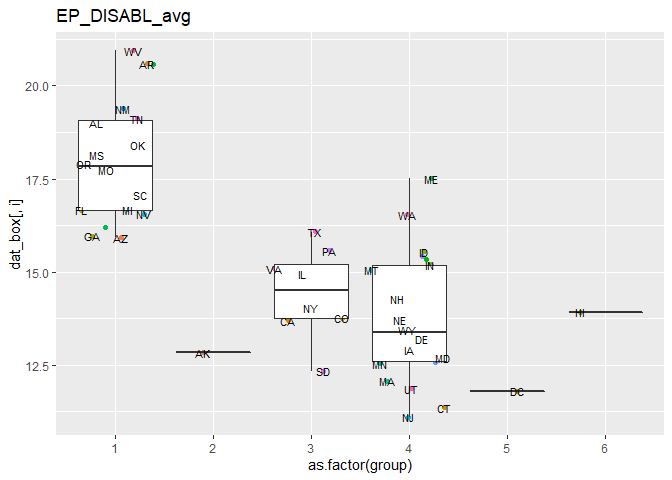 EP_DISABL_avg
dat_box[, i]
20.0
17.5
15.0
12.5
WV
AR
NM
TN
AL
OK
MS
OR
MO
SC
FL
MI
NV
GA
AZ
AK
TX
PA
VA
IL
NY
CA
CO
SD
ME
WA
IN
MT
NH
NE
WY
DE
IA
MD
MN
MA
UT
CT
NJ
DC
HI
1 2 3 4 5 6
as.factor(group)